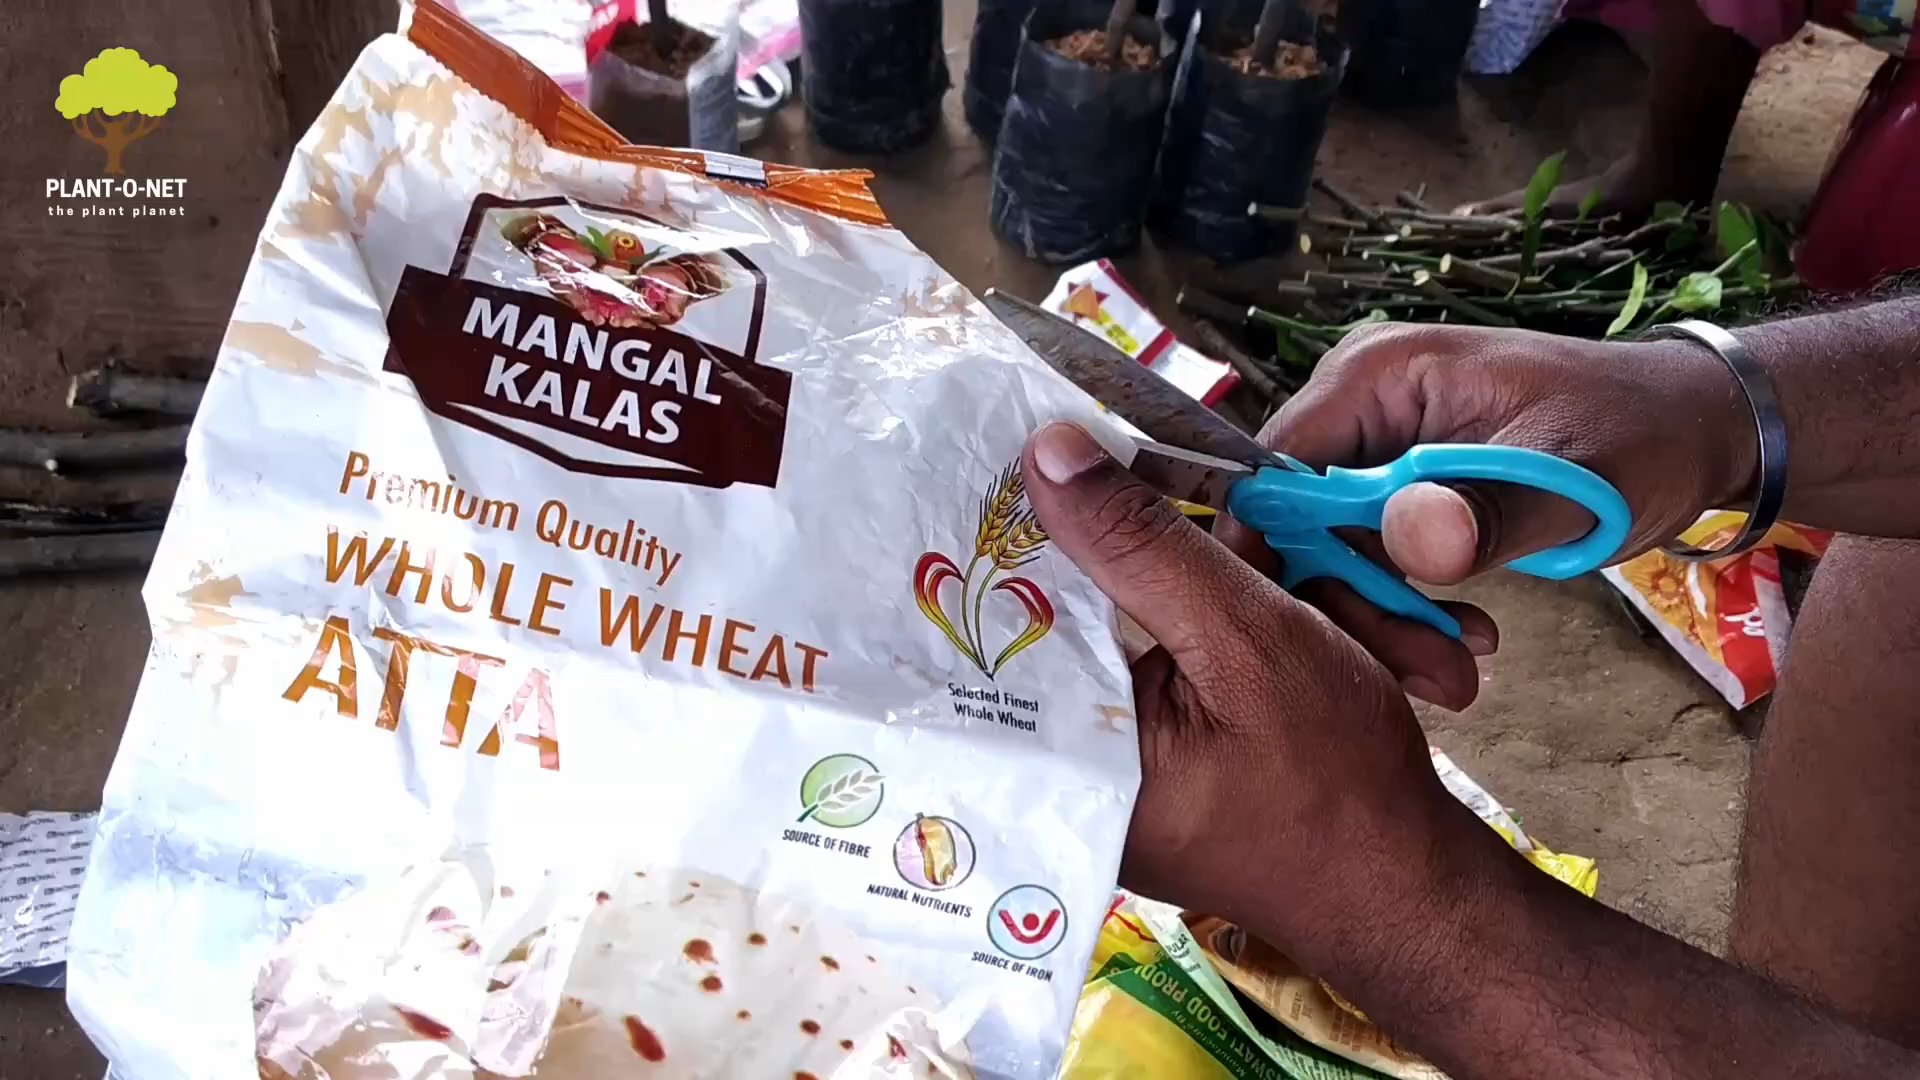 PLANT-O-NET
the plant planet
MANGAL
KALAS
Premium Quality
WHOLE WHEAT
ATTA
Selected Finest
Whole Wheat
SOURCE OF FIBRE
NATURAL NUTRIENTS
SOURCE OF IRON
ROYAL